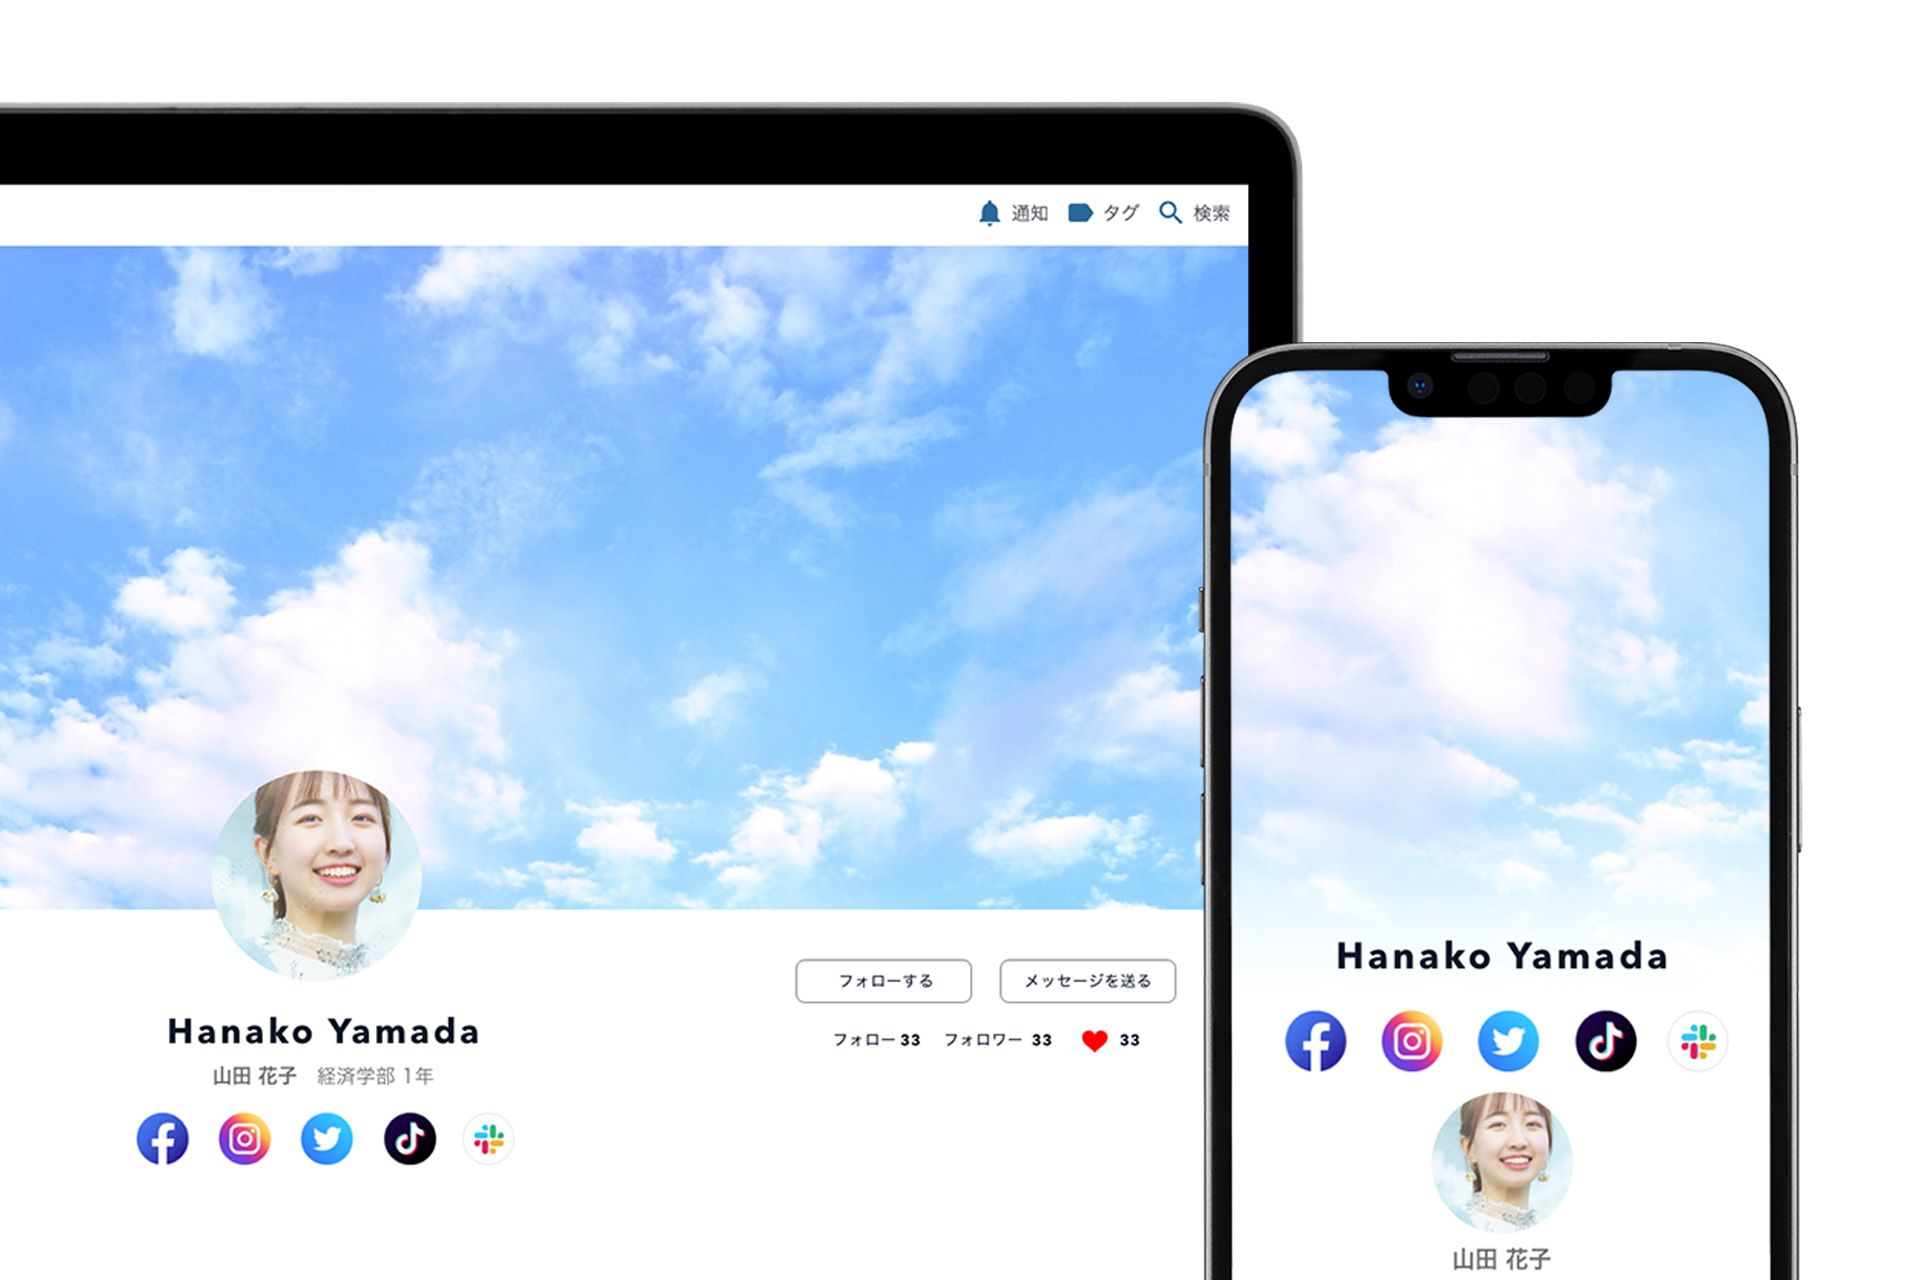 通知 タグ 検索
フォローする メッセージを送る
Hanako Yamada
フォロー 33 フォロワー 33 33
山田 花子 経済学部 1年
Hanako Yamada
山田 花子